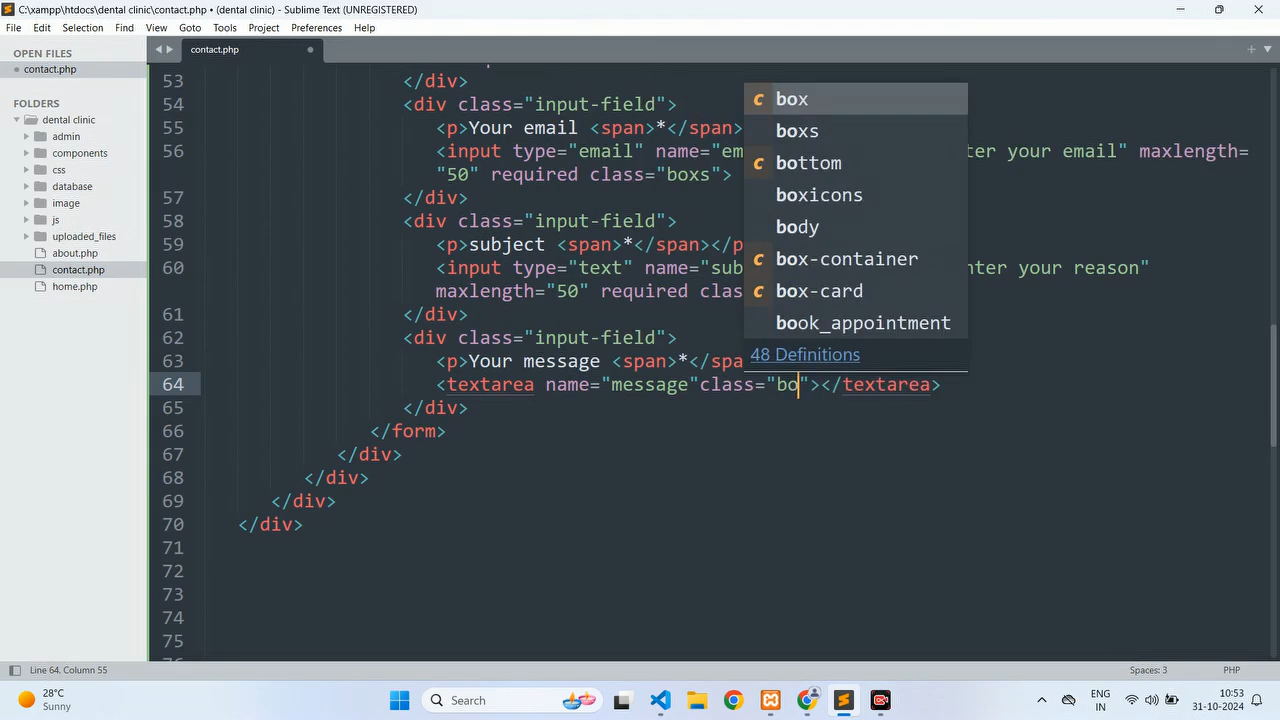 C:\xampp\htdocs\dental clinic\contact.php • (dental clinic) - Sublime Text (UNREGISTERED)
File Edit Selection Find View Goto Tools Project Preferences Help
OPEN FILES
contact.php
FOLDERS
dental clinic
admin
components
css
database
image
js
uploaded_files
about.php
contact.php
home.php
contact.php
53 </div>
54 <div class="input-field">
55 <p>Your email <span>*</span>
56 <input type="email" name="em ter your email" maxlength=
"50" required class="boxs">
57 </div>
58 <div class="input-field">
59 <p>subject <span>*</span></p
60 <input type="text" name="sub nter your reason"
maxlength="50" required clas
61 </div>
62 <div class="input-field">
63 <p>Your message <span>*</spa
64 <textarea name="message"class="bo"></textarea>
65 </div>
66 </form>
67 </div>
68 </div>
69 </div>
70 </div>
71
72
73
74
75
c box
boxs
c bottom
boxicons
body
c box-container
c box-card
book_appointment
48 Definitions
Line 64, Column 55 Spaces: 3 PHP
28°C
Sunny
Search
ENG
IN
10:53
31-10-2024